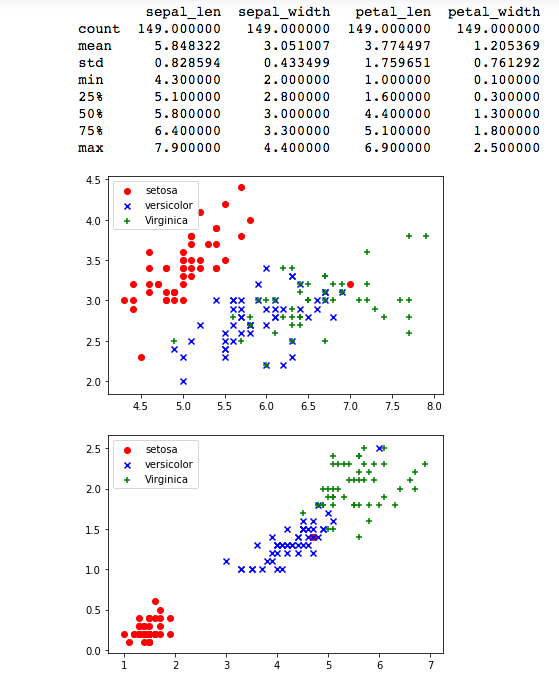 sepal_len sepal_width petal_len petal_width
count 149.000000 149.000000 149.000000 149.000000
mean 5.848322 3.051007 3.774497 1.205369
std 0.828594 0.433499 1.759651 0.761292
min 4.300000 2.000000 1.000000 0.100000
25% 5.100000 2.800000 1.600000 0.300000
50% 5.800000 3.000000 4.400000 1.300000
75% 6.400000 3.300000 5.100000 1.800000
max 7.900000 4.400000 6.900000 2.500000
setosa
versicolor
Virginica
4.5
4.0
3.5
3.0
2.5
2.0
4.5 5.0 5.5 6.0 6.5 7.0 7.5 8.0
setosa
versicolor
Virginica
2.5
2.0
1.5
1.0
0.5
0.0
1 2 3 4 5 6 7